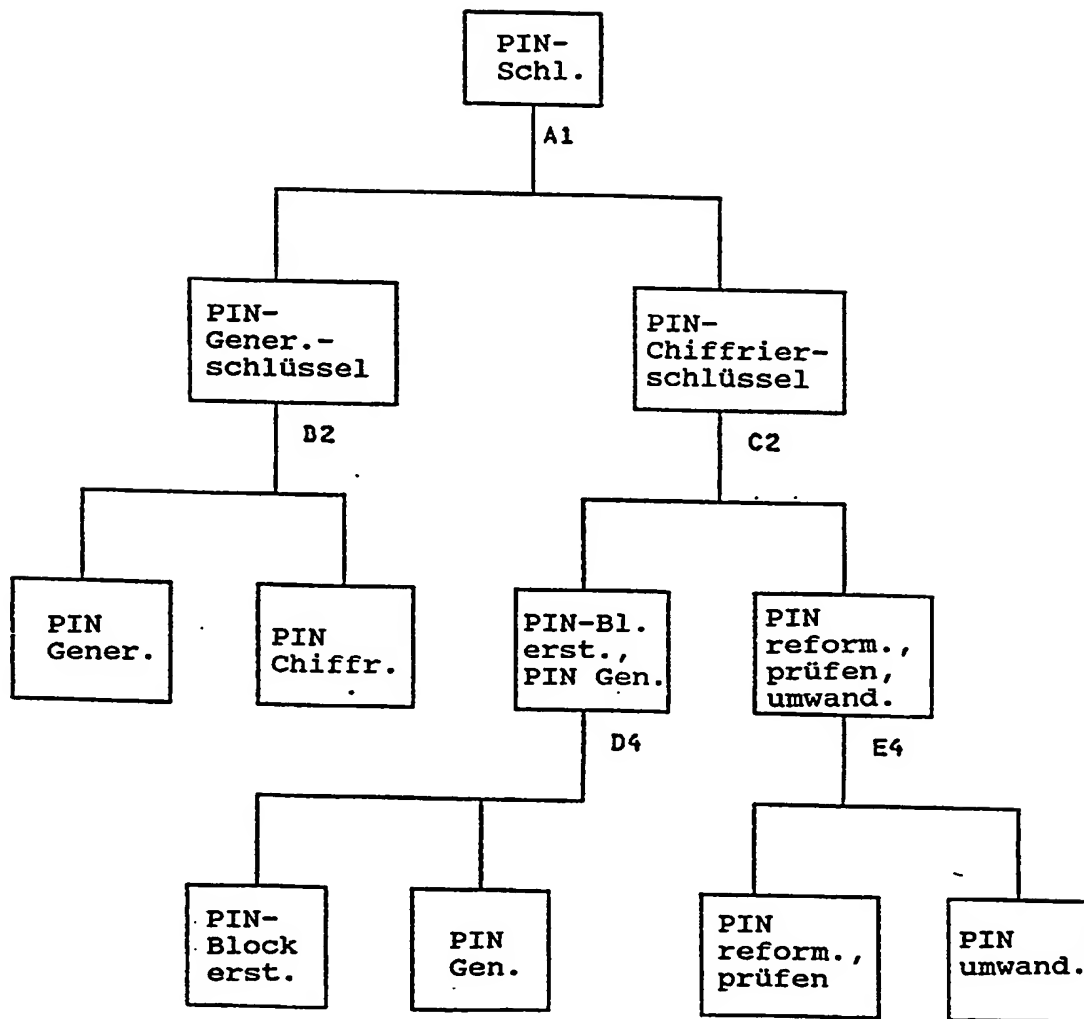 PIN-
Schl.
A1
PIN-
Gener.-
schlüssel
PIN-
Chiffrier-
schlüssel
B2
C2
PIN
Gener.
PIN
Chiffr.
PIN-Bl.
erst.,
PIN Gen.
PIN
reform.,
prüfen,
umwand.
D4
E4
PIN-
Block
erst.
PIN
Gen.
PIN
reform.,
prüfen
PIN
umwand.